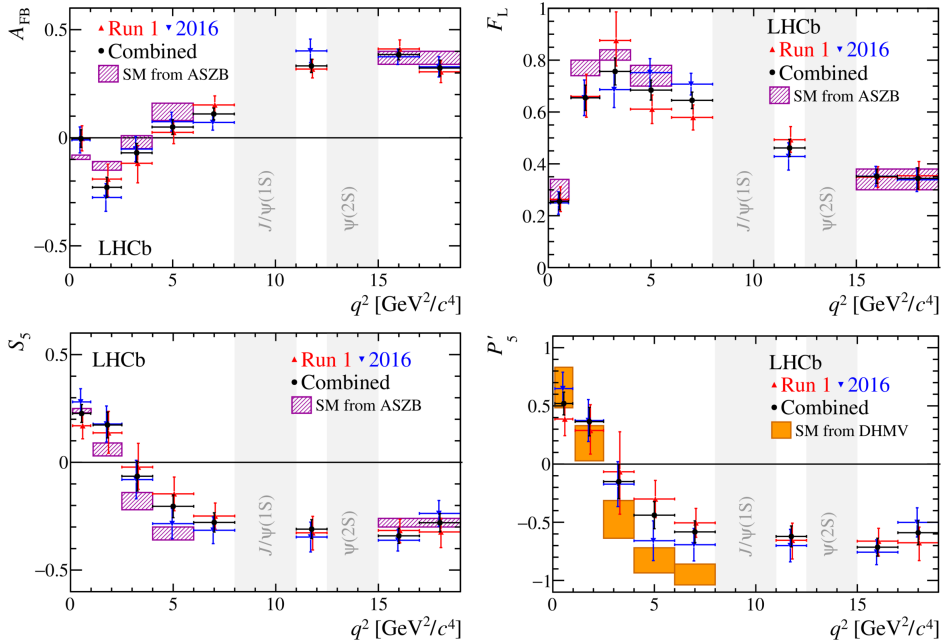 A_FB
0.5
0
−0.5
Run 1 2016
Combined
SM from ASZB
LHCb
J/ψ(1S)
ψ(2S)
0 5 10 15
q² [GeV²/c⁴]
F_L
1
0.8
0.6
0.4
0.2
0
LHCb
Run 1 2016
Combined
SM from ASZB
J/ψ(1S)
ψ(2S)
0 5 10 15
q² [GeV²/c⁴]
S_5
0.5
0
−0.5
LHCb
Run 1 2016
Combined
SM from ASZB
J/ψ(1S)
ψ(2S)
0 5 10 15
q² [GeV²/c⁴]
P′_5
1
0.5
0
−0.5
−1
LHCb
Run 1 2016
Combined
SM from DHMV
J/ψ(1S)
ψ(2S)
0 5 10 15
q² [GeV²/c⁴]